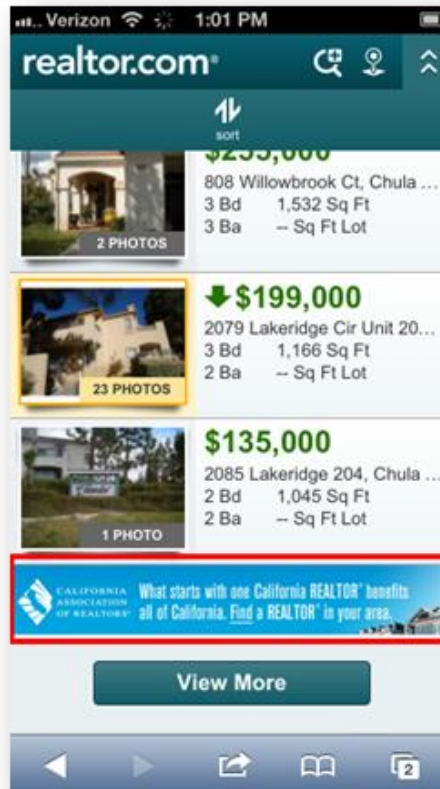 Verizon 1:01 PM
realtor.com®
sort
$255,000
808 Willowbrook Ct, Chula ...
3 Bd 1,532 Sq Ft
3 Ba -- Sq Ft Lot
2 PHOTOS
$199,000
2079 Lakeridge Cir Unit 20...
3 Bd 1,166 Sq Ft
2 Ba -- Sq Ft Lot
23 PHOTOS
$135,000
2085 Lakeridge 204, Chula ...
2 Bd 1,045 Sq Ft
2 Ba -- Sq Ft Lot
1 PHOTO
CALIFORNIA
ASSOCIATION
OF REALTORS®
What starts with one California REALTOR® benefits
all of California. Find a REALTOR® in your area.
View More
2